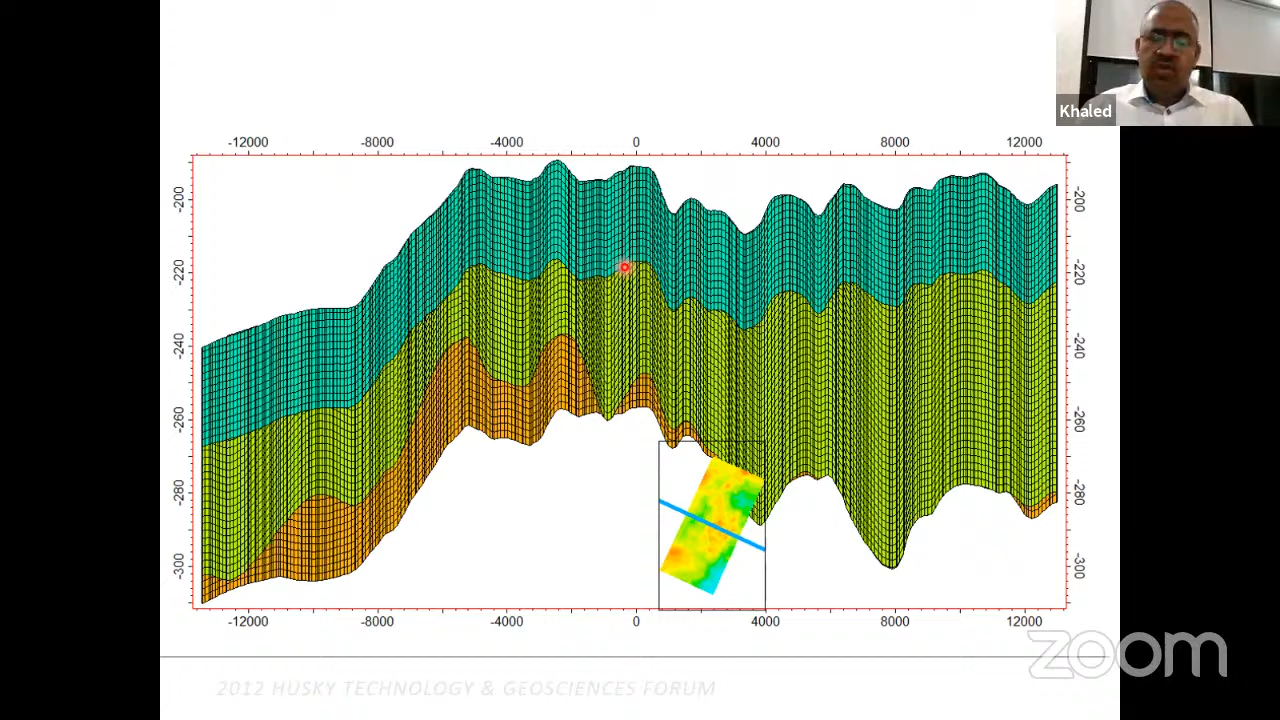 Khaled
-12000 -8000 -4000 0 4000 8000 12000
-200 -200
-220 -220
-240 -240
-260 -260
-280 -280
-300 -300
-12000 -8000 -4000 0 4000 8000 12000
zoom
2012 HUSKY TECHNOLOGY & GEOSCIENCES FORUM